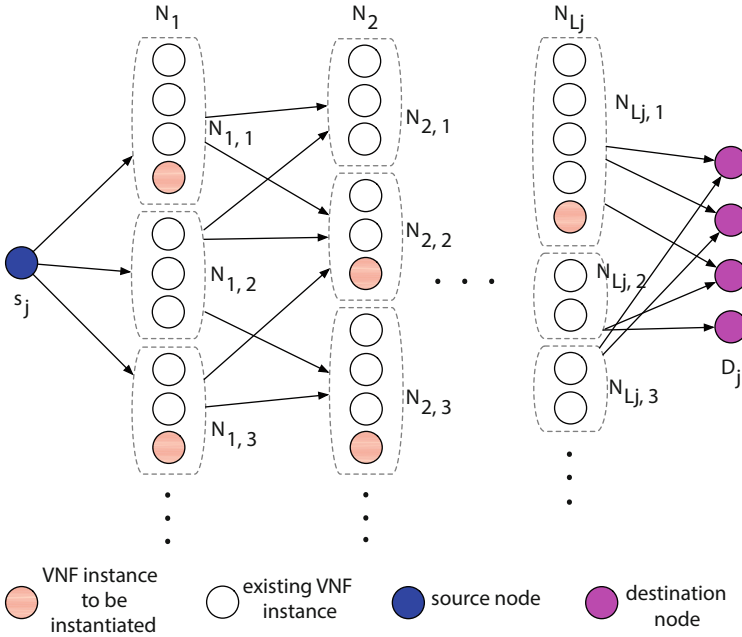 N1
N2
NLj
N1, 1
N2, 1
NLj, 1
N1, 2
N2, 2
NLj, 2
sj
N1, 3
N2, 3
NLj, 3
Dj
VNF instance
to be
instantiated
existing VNF
instance
source node
destination
node